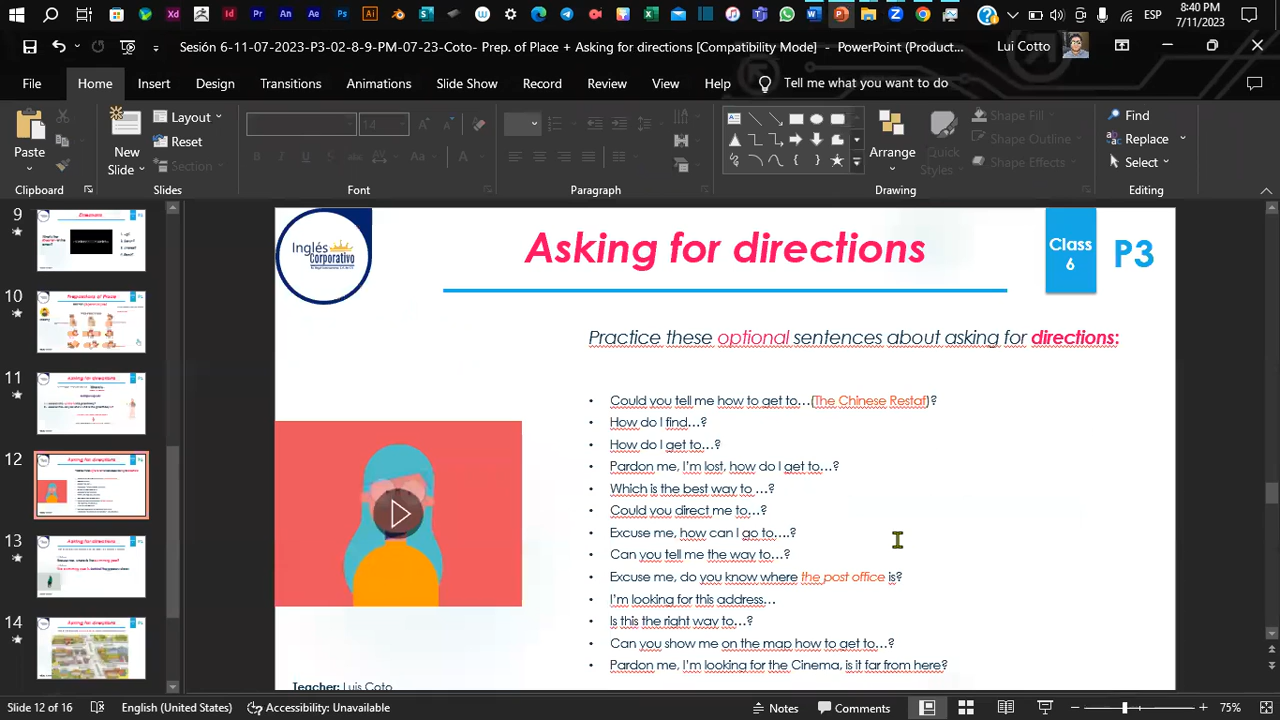 ESP
8:40 PM
7/11/2023
Sesión 6-11-07-2023-P3-02-8-9-PM-07-23-Coto- Prep. of Place + Asking for directions [Compatibility Mode] - PowerPoint (Product...
Lui Cotto
File
Home
Insert
Design
Transitions
Animations
Slide Show
Record
Review
View
Help
Tell me what you want to do
Paste
New Slide
Layout
Reset
Section
14
Arrange
Quick Styles
Shape Fill
Shape Outline
Shape Effects
Find
Replace
Select
Clipboard
Slides
Font
Paragraph
Drawing
Editing
9
11
13
14
Inglés
Corporativo
Asking for directions
Class
6
P3
Practice these optional sentences about asking for directions:
• Could you tell me how to get to…(The Chinese Restat)?
• How do I find…?
• How do I get to…?
• Pardon me, I'm lost, how do I get to…?
• Which is the best way to …?
• Could you direct me to…?
• Excuse me, how can I go to….?
• Can you tell me the way to…?
• Excuse me, do you know where the post office is?
• I'm looking for this address…
• Is this the right way to…?
• Can you show me on the map how to get to…?
• Pardon me, I'm looking for the Cinema, is it far from here?
Teacher: Luis Coto
Slide 12 of 16
English (United States)
Accessibility: Unavailable
Notes
Comments
75%